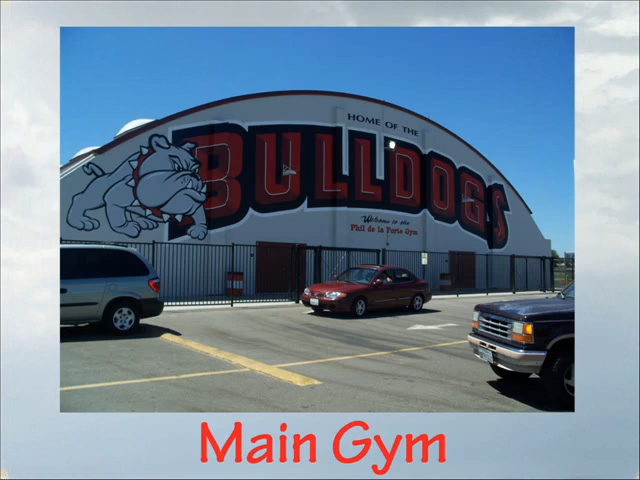 HOME OF THE
BULLDOGS
Welcome to the
Phil de la Porte Gym
Main Gym